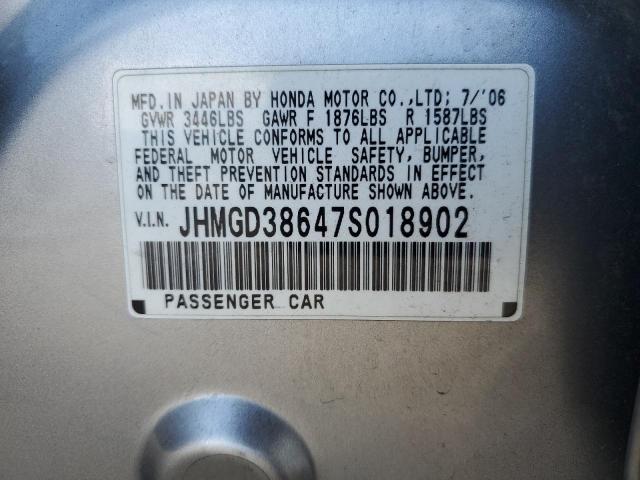 MFD.IN JAPAN BY HONDA MOTOR CO.,LTD; 7/'06
GVWR 3446LBS GAWR F 1876LBS R 1587LBS
THIS VEHICLE CONFORMS TO ALL APPLICABLE
FEDERAL MOTOR VEHICLE SAFETY, BUMPER,
AND THEFT PREVENTION STANDARDS IN EFFECT
ON THE DATE OF MANUFACTURE SHOWN ABOVE.
V.I.N. JHMGD38647S018902
PASSENGER CAR